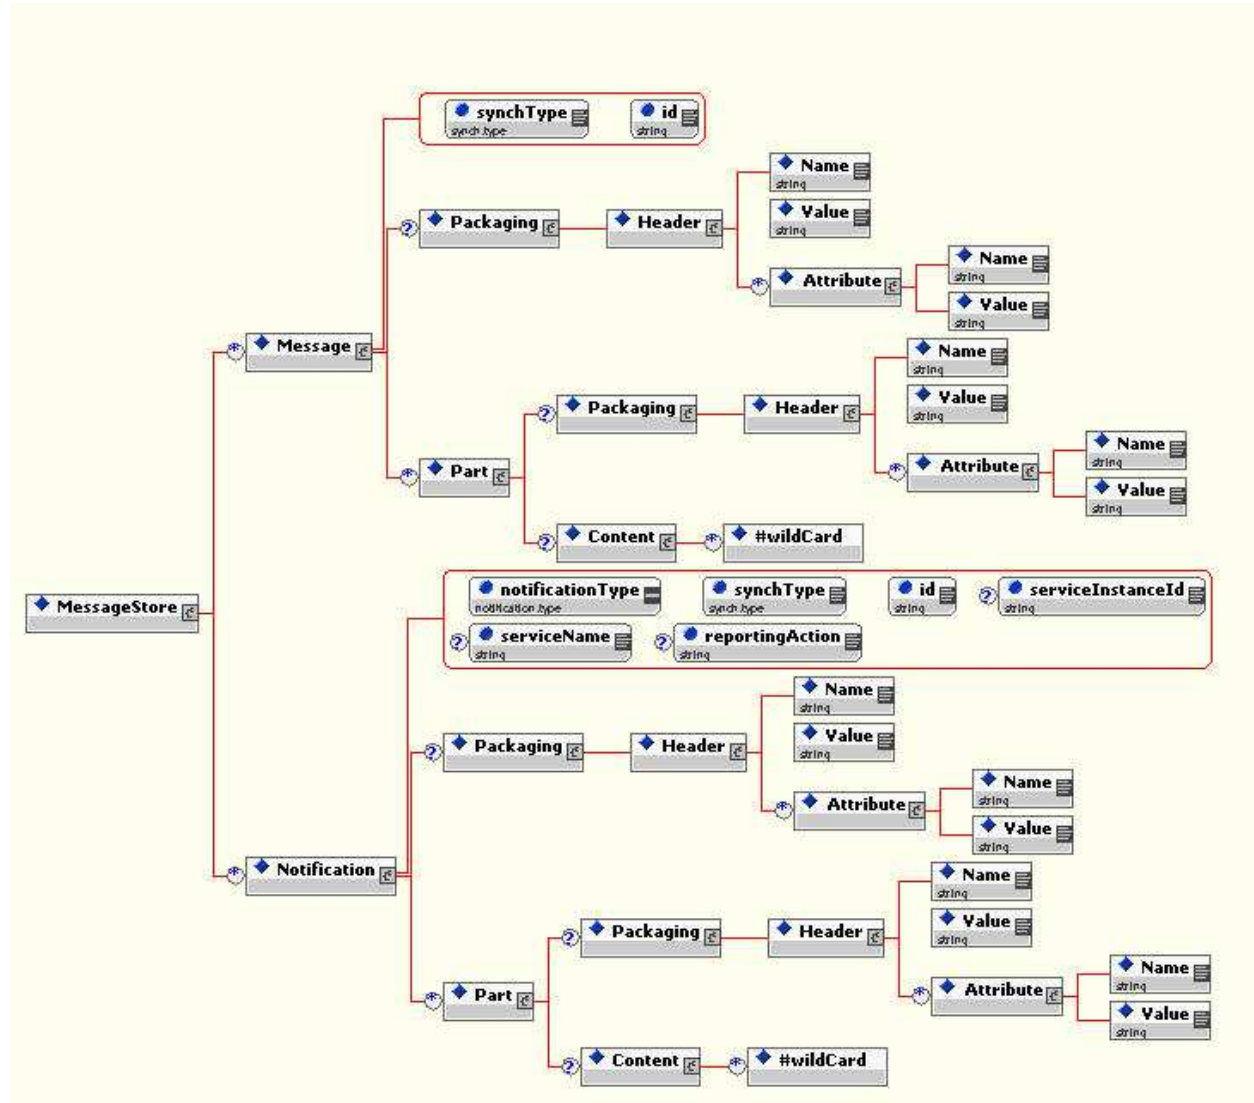 synchType
synch.type
id
string
Name
string
Value
string
Packaging
Header
Attribute
Name
string
Value
string
Message
Name
string
Value
string
Packaging
Header
Part
Attribute
Name
string
Value
string
Content
#wildCard
MessageStore
notificationType
notification.type
synchType
synch.type
id
string
serviceInstanceId
string
serviceName
string
reportingAction
string
Name
string
Value
string
Packaging
Header
Attribute
Name
string
Value
string
Notification
Name
string
Value
string
Packaging
Header
Part
Attribute
Name
string
Value
string
Content
#wildCard